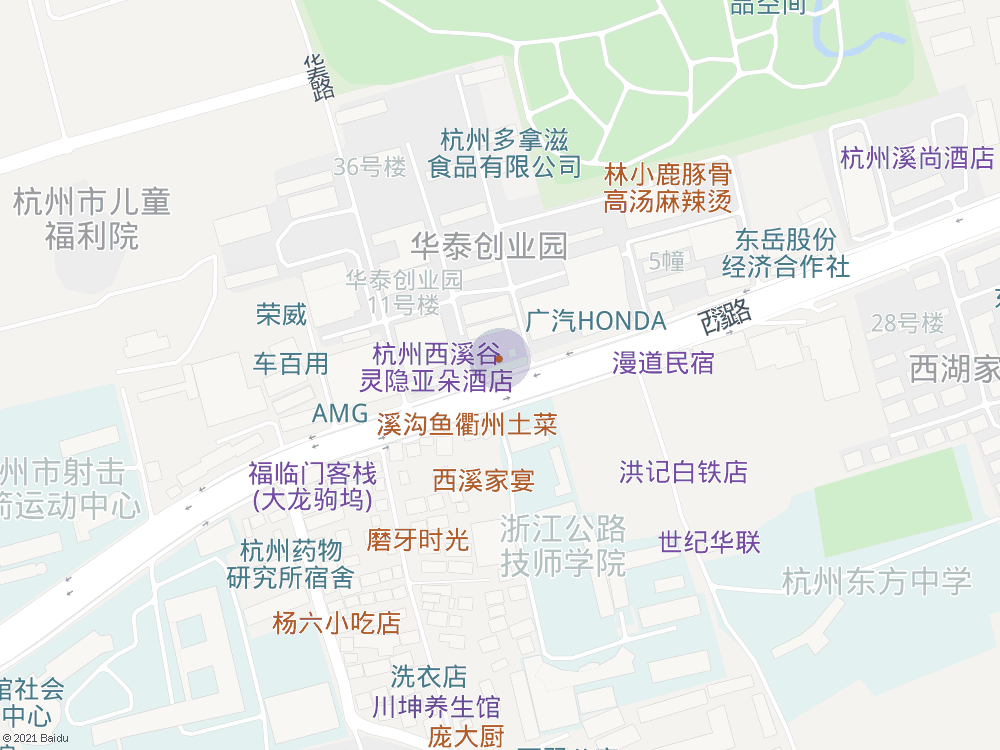 品空间
华泰路
杭州多拿滋
食品有限公司
36号楼
林小鹿豚骨
高汤麻辣烫
杭州溪尚酒店
杭州市儿童
福利院
华泰创业园
东岳股份
经济合作社
5幢
华泰创业园
11号楼
荣威
广汽HONDA
西溪路
28号楼
车百用
杭州西溪谷
灵隐亚朵酒店
漫道民宿
西湖家
AMG
溪沟鱼衢州土菜
州市射击
箭运动中心
福临门客栈
(大龙驹坞)
西溪家宴
洪记白铁店
磨牙时光
浙江公路
技师学院
世纪华联
杭州药物
研究所宿舍
杭州东方中学
杨六小吃店
洗衣店
馆社会
中心
川坤养生馆
庞大厨
© 2021 Baidu